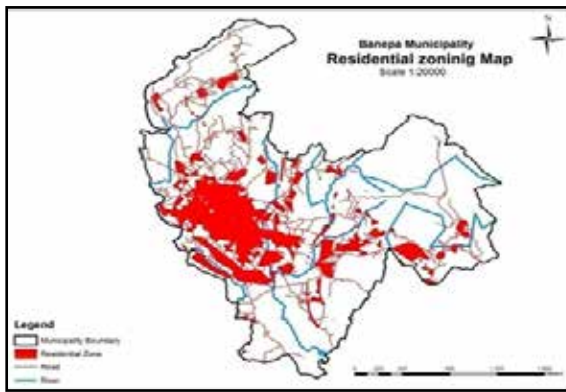 N
Banepa Municipality
Residential zoninig Map
Scale 1:20000
Legend
Municipality Boundary
Residential Zone
Road
River